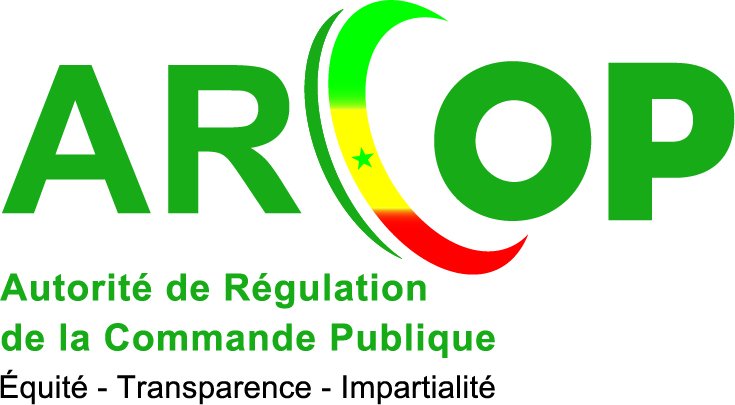 ARCOP
Autorité de Régulation
de la Commande Publique
Équité - Transparence - Impartialité